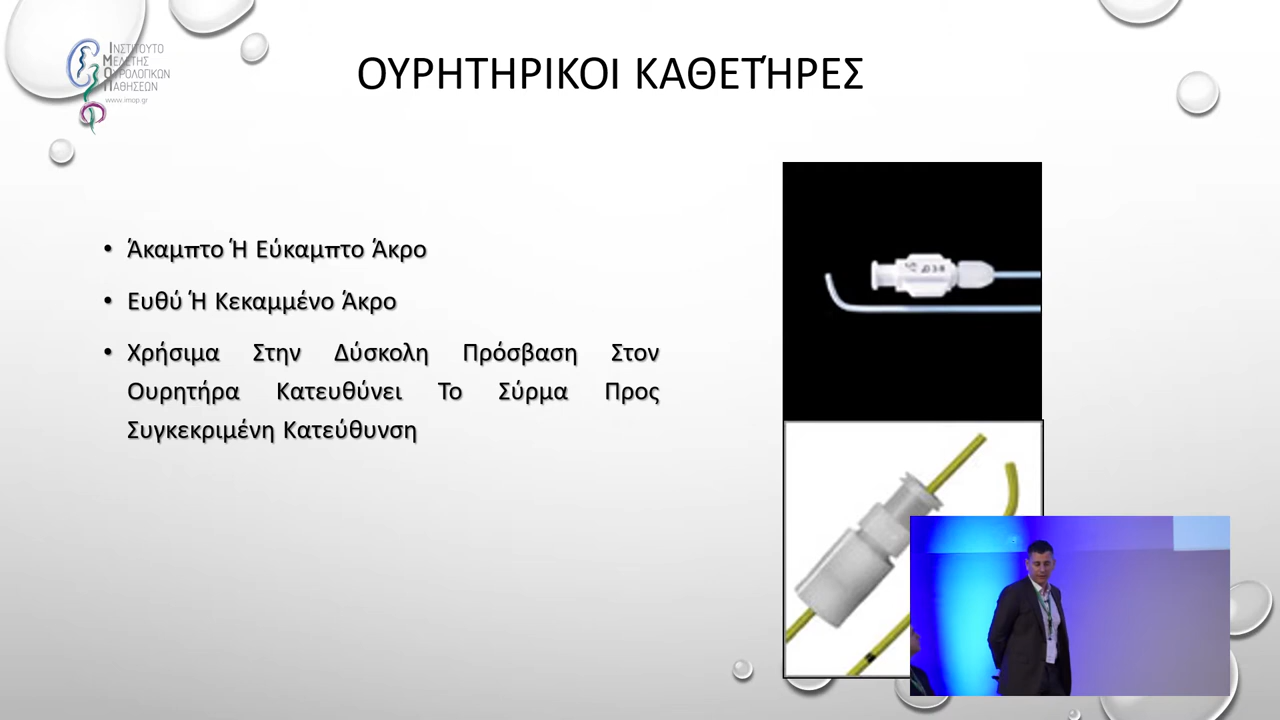 ΙΝΣΤΙΤΟΥΤΟ
ΜΕΛΕΤΗΣ
ΟΥΡΟΛΟΓΙΚΩΝ
ΠΑΘΗΣΕΩΝ
www.imop.gr
ΟΥΡΗΤΗΡΙΚΟΙ ΚΑΘΕΤΉΡΕΣ
• Άκαμπτο Ή Εύκαμπτο Άκρο
• Ευθύ Ή Κεκαμμένο Άκρο
• Χρήσιμα Στην Δύσκολη Πρόσβαση Στον
Ουρητήρα Κατευθύνει Το Σύρμα Προς
Συγκεκριμένη Κατεύθυνση